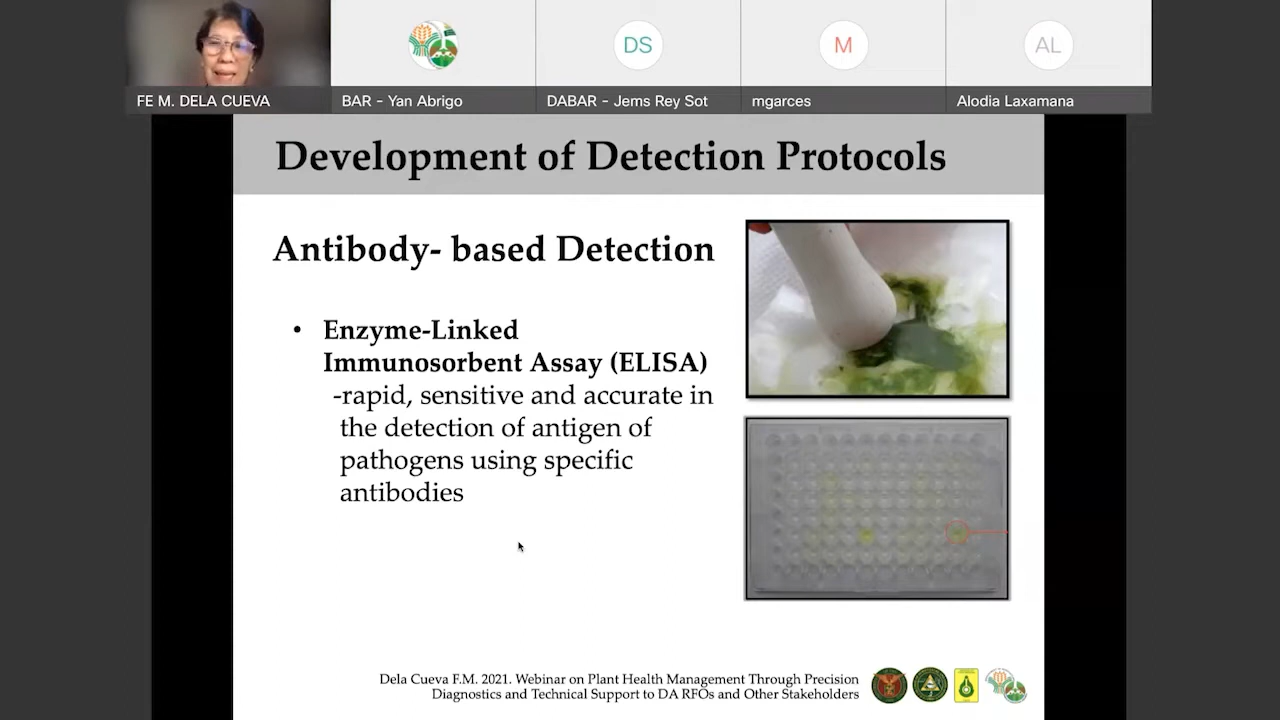 FE M. DELA CUEVA
BAR - Yan Abrigo
DS
DABAR - Jems Rey Sot
M
mgarces
AL
Alodia Laxamana
Development of Detection Protocols
Antibody- based Detection
• Enzyme-Linked
Immunosorbent Assay (ELISA)
-rapid, sensitive and accurate in
the detection of antigen of
pathogens using specific
antibodies
Dela Cueva F.M. 2021. Webinar on Plant Health Management Through Precision
Diagnostics and Technical Support to DA RFOs and Other Stakeholders